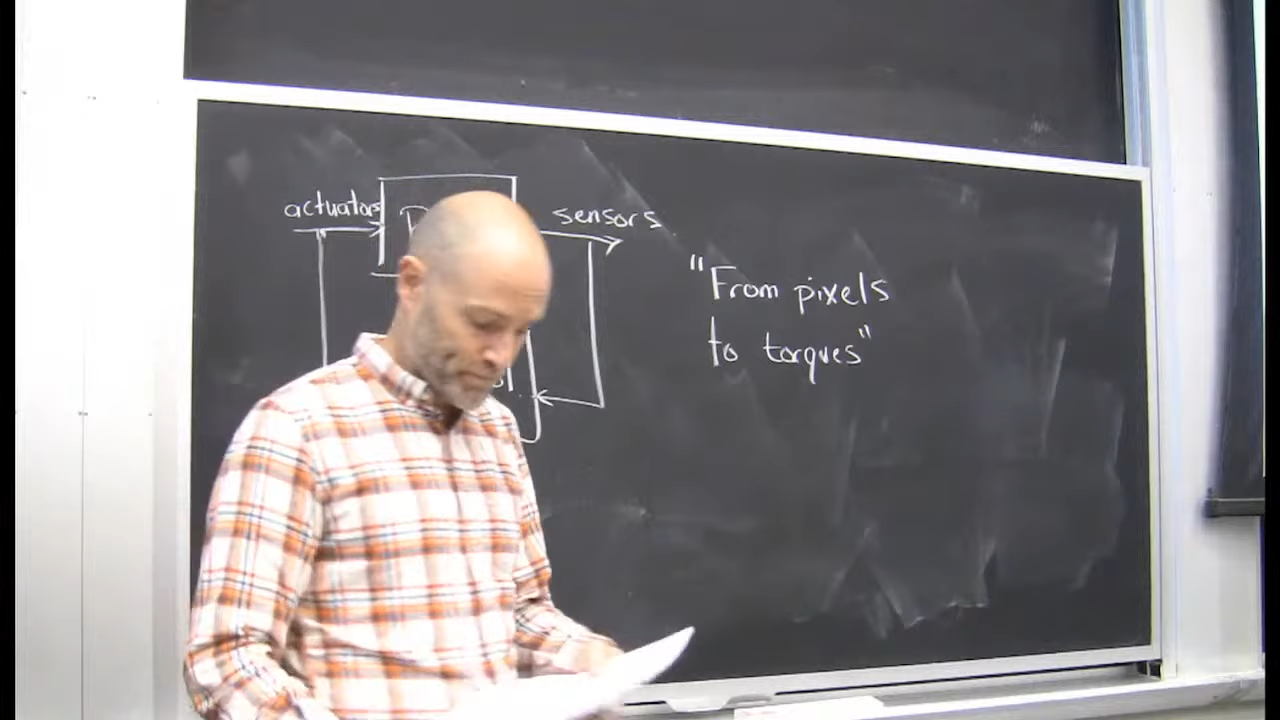 actuators
sensors
"From pixels
to torques"